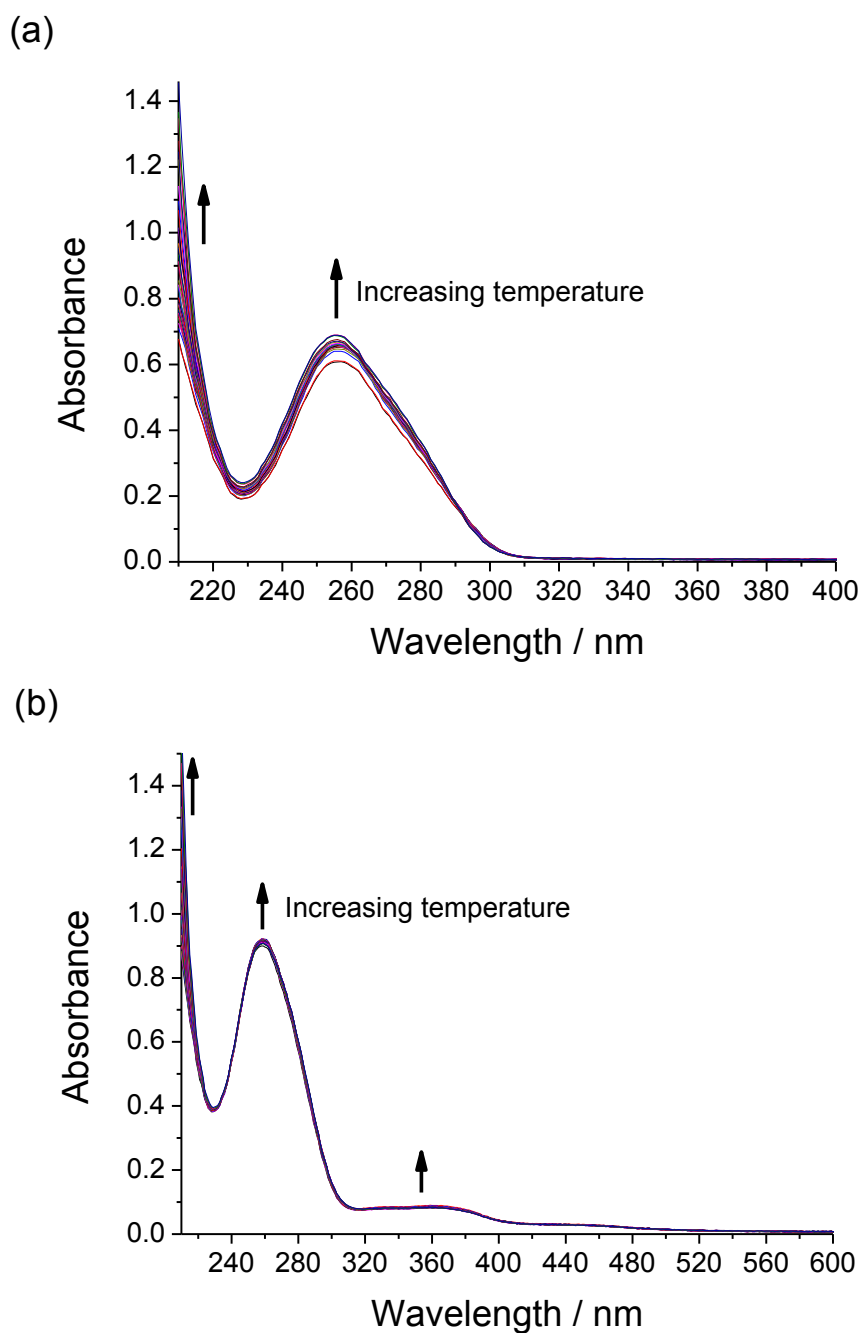 (a)
1.4
1.2
1.0
0.8
0.6
0.4
0.2
0.0
Absorbance
Increasing temperature
220 240 260 280 300 320 340 360 380 400
Wavelength / nm
(b)
1.4
1.2
1.0
0.8
0.6
0.4
0.2
0.0
Absorbance
Increasing temperature
240 280 320 360 400 440 480 520 560 600
Wavelength / nm